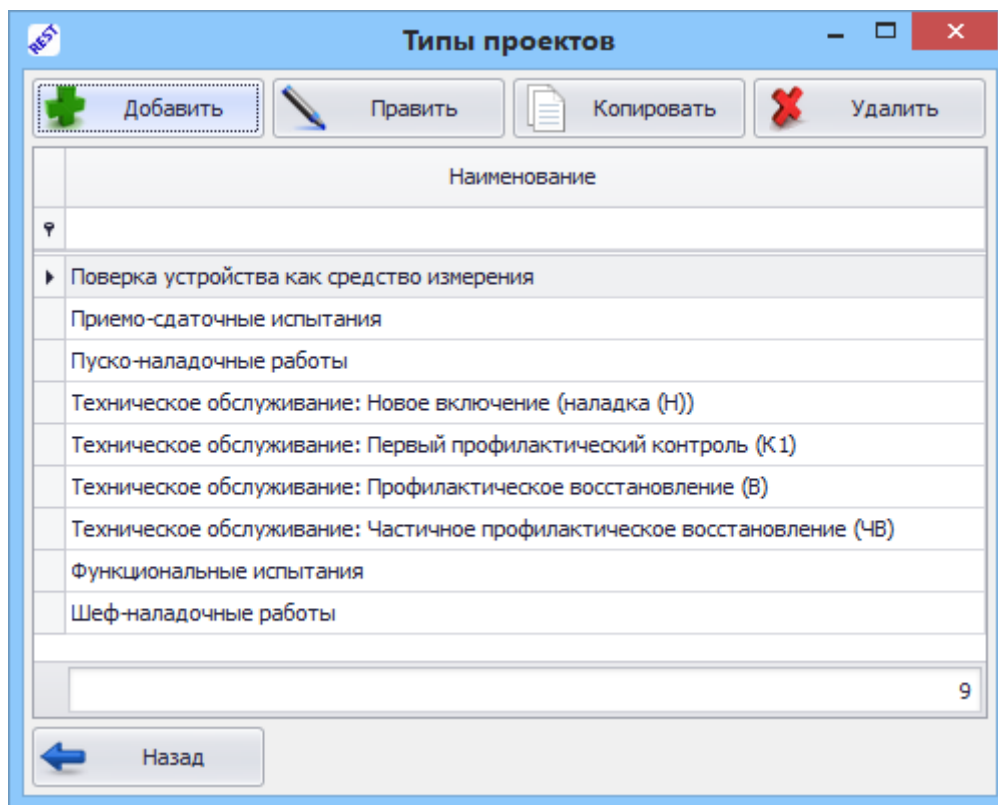 REST
Типы проектов
Добавить
Править
Копировать
Удалить
Наименование
Поверка устройства как средство измерения
Приемо-сдаточные испытания
Пуско-наладочные работы
Техническое обслуживание: Новое включение (наладка (Н))
Техническое обслуживание: Первый профилактический контроль (К1)
Техническое обслуживание: Профилактическое восстановление (В)
Техническое обслуживание: Частичное профилактическое восстановление (ЧВ)
Функциональные испытания
Шеф-наладочные работы
9
Назад